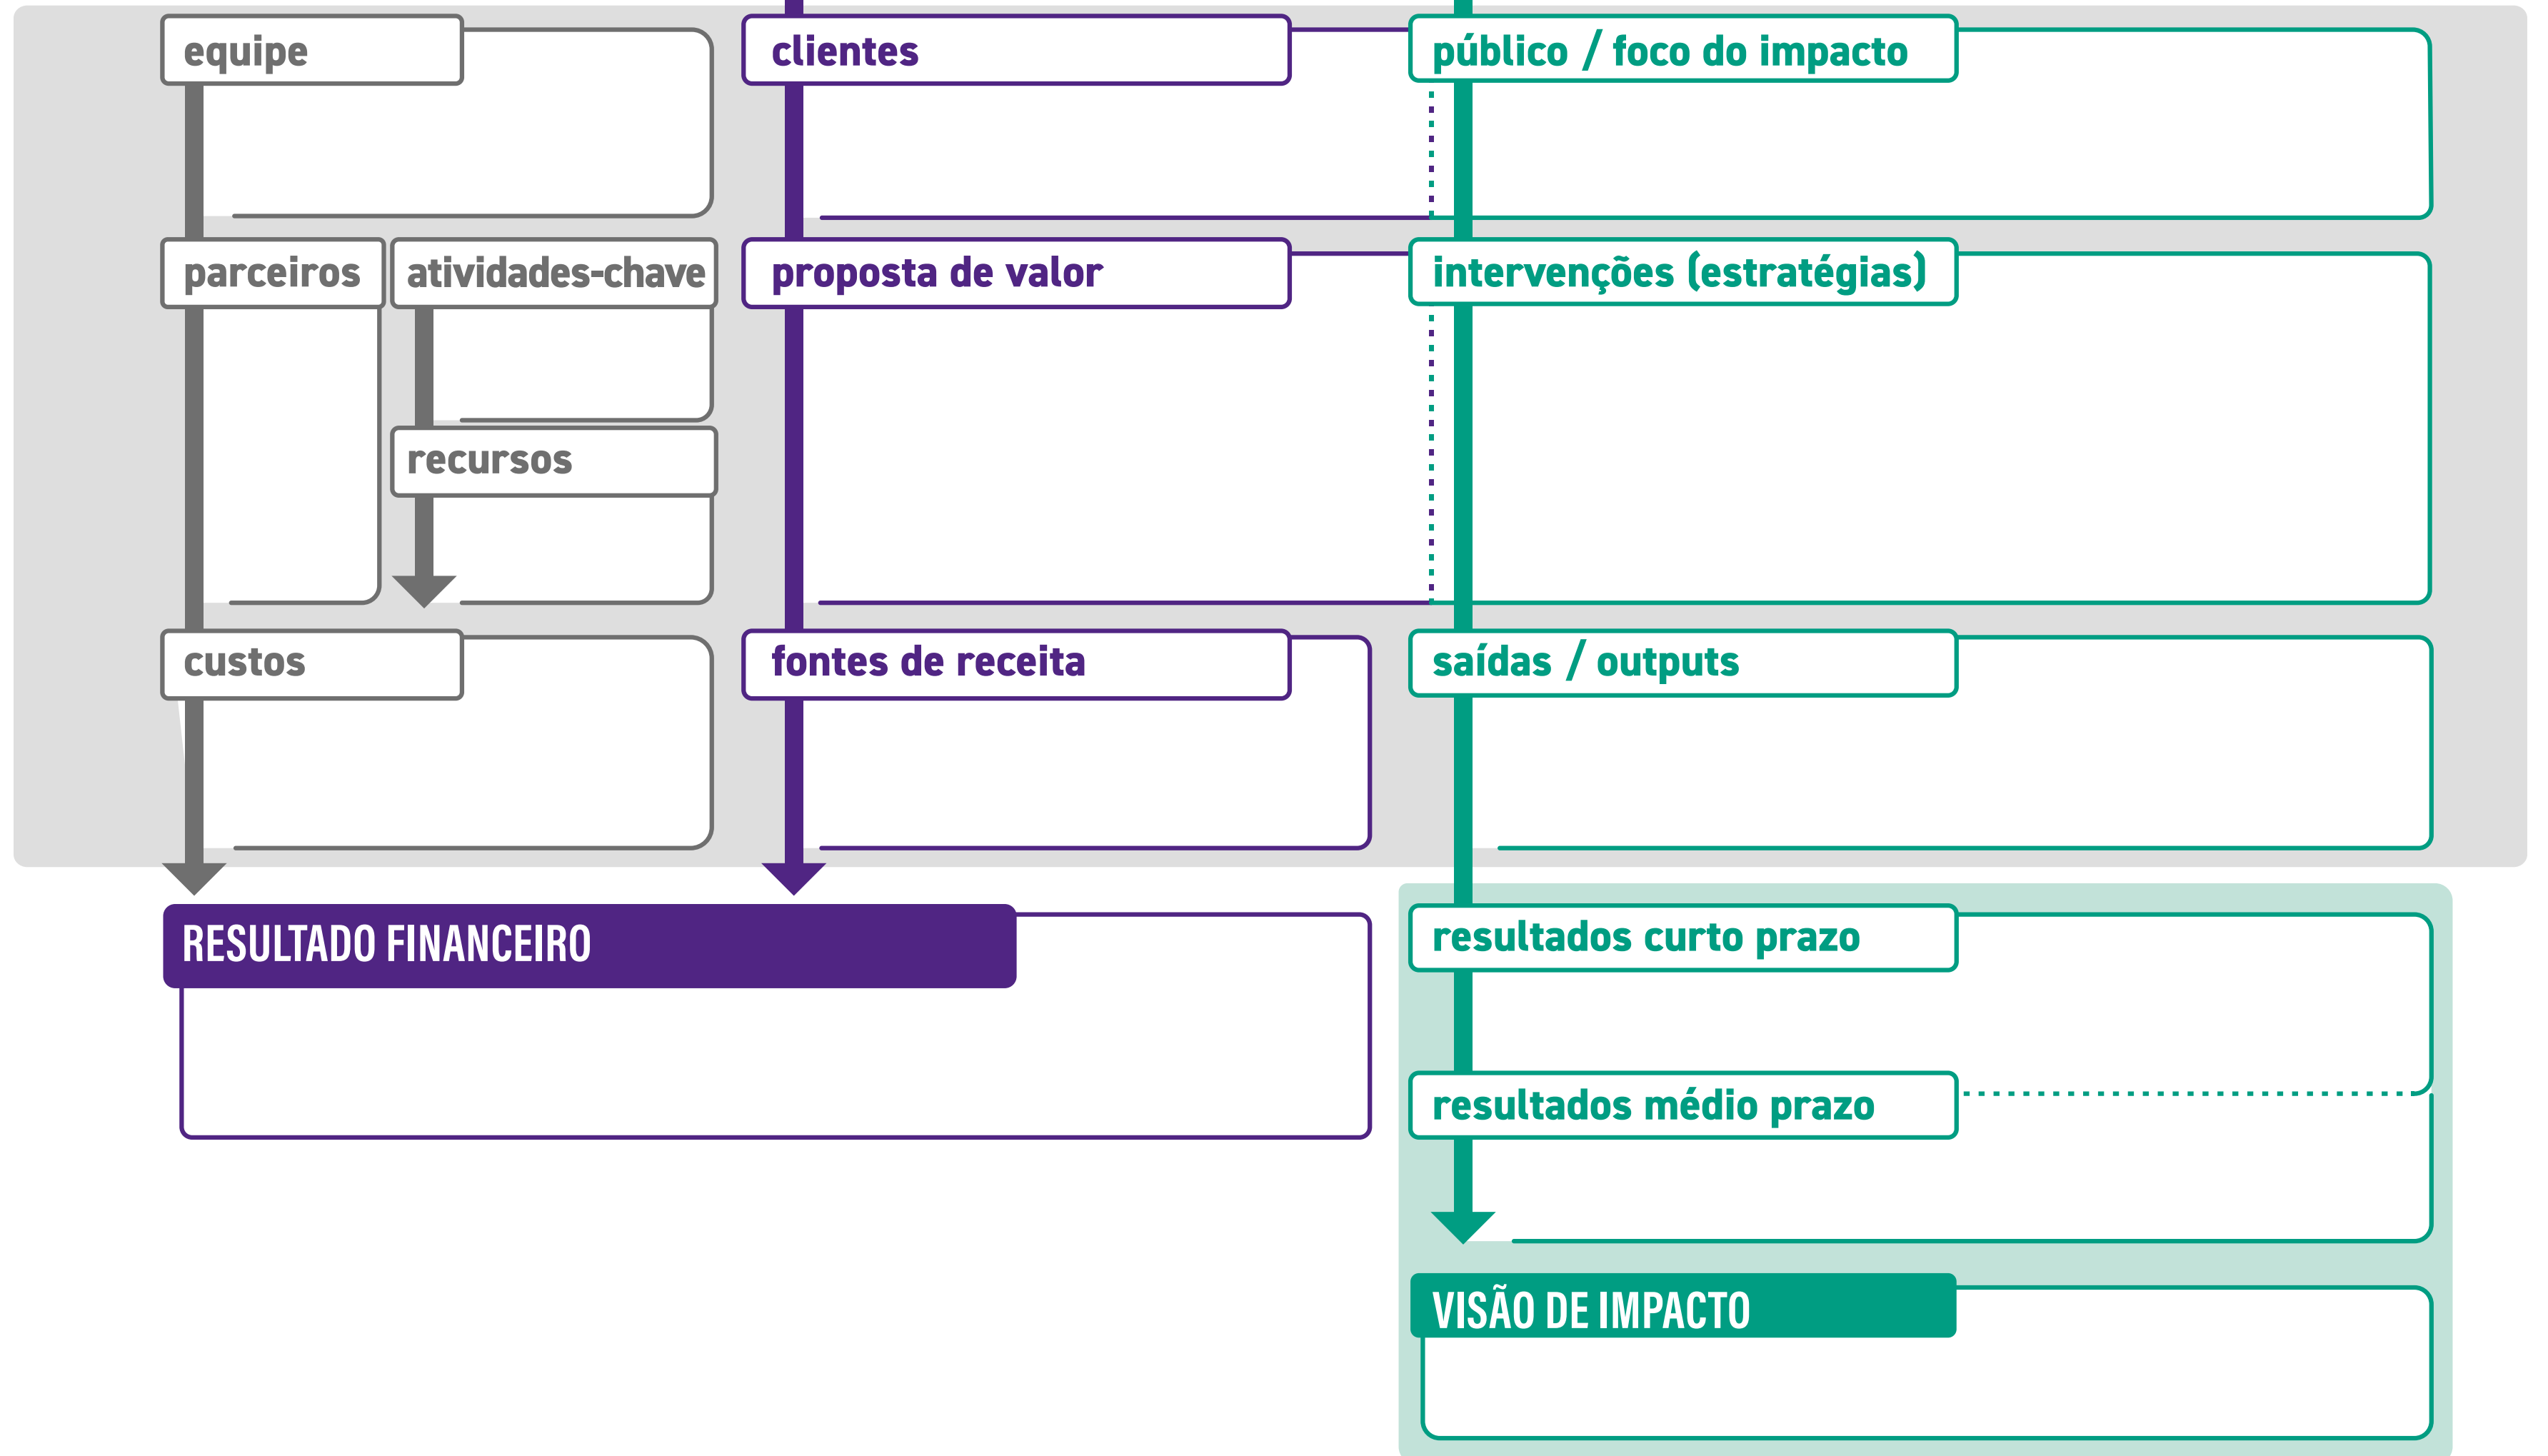 equipe
clientes
público / foco do impacto
parceiros
atividades-chave
proposta de valor
intervenções (estratégias)
recursos
custos
fontes de receita
saídas / outputs
RESULTADO FINANCEIRO
resultados curto prazo
resultados médio prazo
VISÃO DE IMPACTO